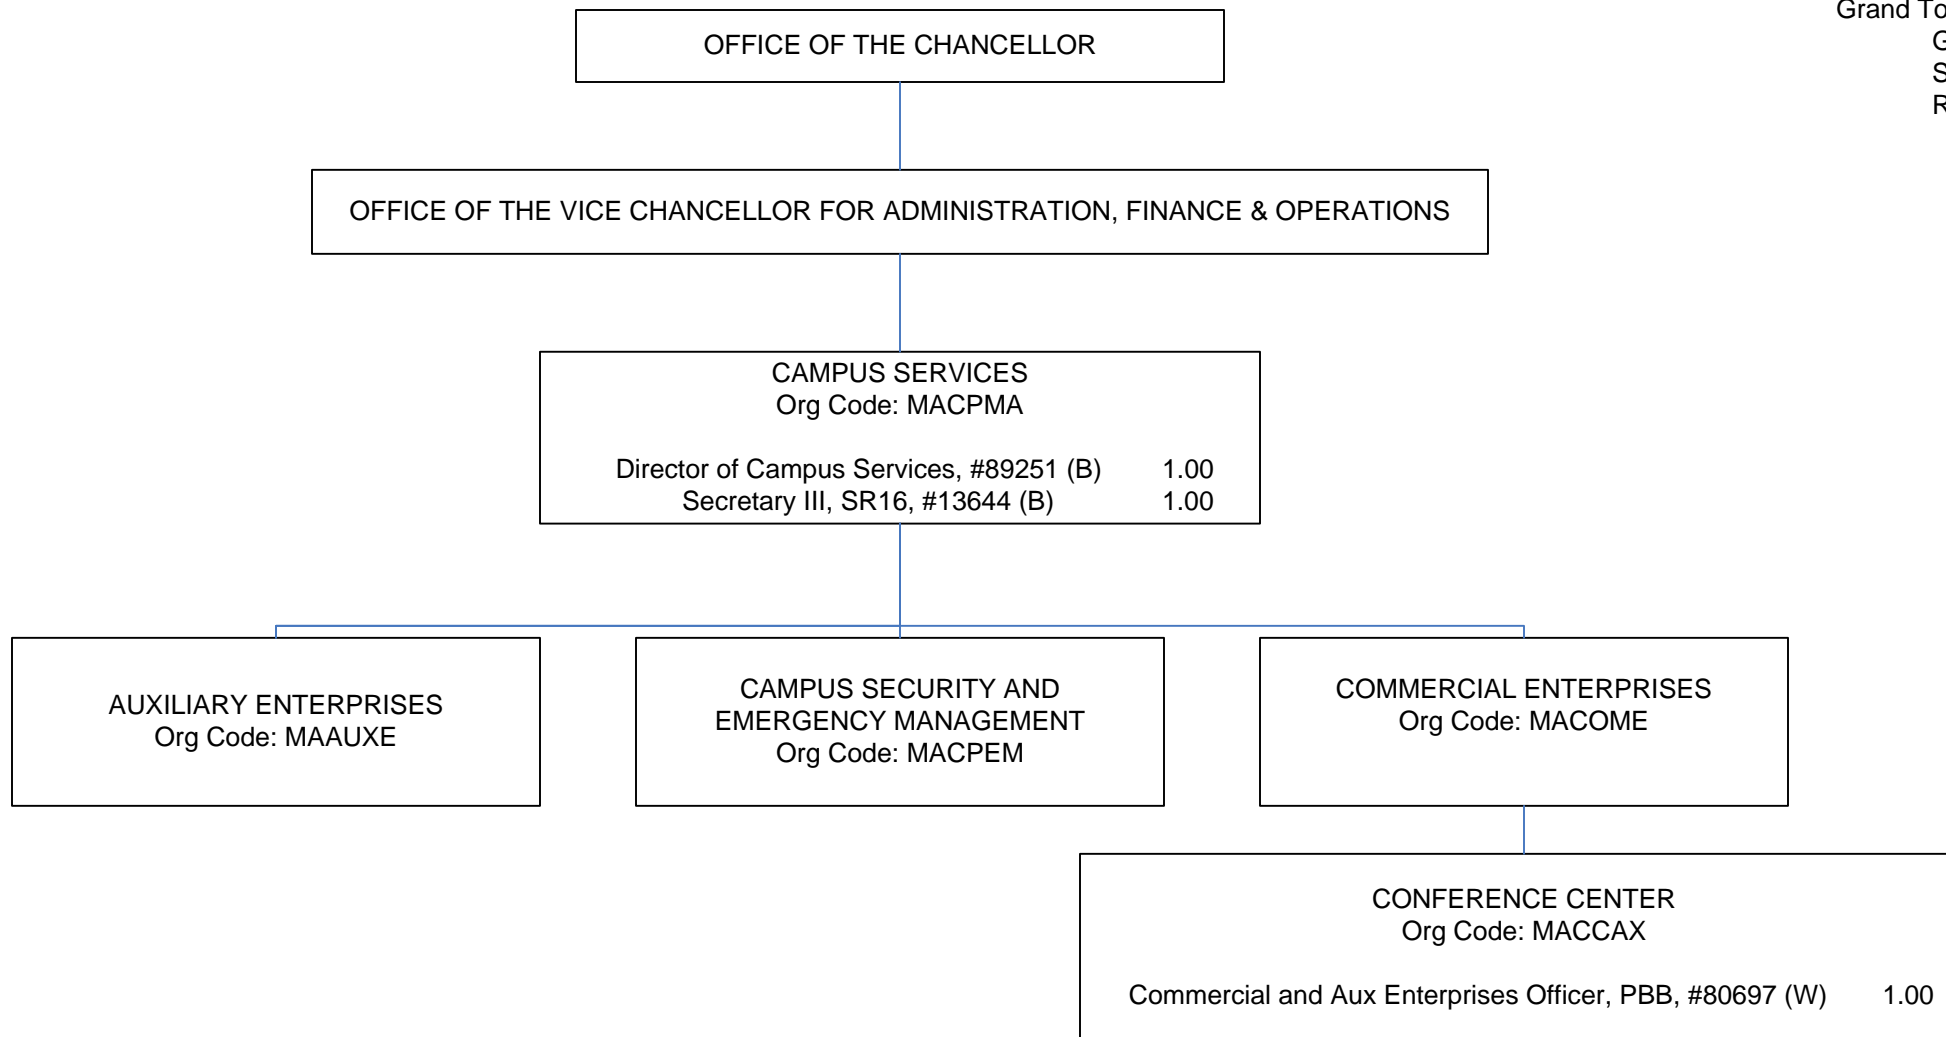 Grand To
G
S
R
OFFICE OF THE CHANCELLOR
OFFICE OF THE VICE CHANCELLOR FOR ADMINISTRATION, FINANCE & OPERATIONS
CAMPUS SERVICES
Org Code: MACPMA
Director of Campus Services, #89251 (B) 1.00
Secretary III, SR16, #13644 (B) 1.00
AUXILIARY ENTERPRISES
Org Code: MAAUXE
CAMPUS SECURITY AND
EMERGENCY MANAGEMENT
Org Code: MACPEM
COMMERCIAL ENTERPRISES
Org Code: MACOME
CONFERENCE CENTER
Org Code: MACCAX
Commercial and Aux Enterprises Officer, PBB, #80697 (W) 1.00